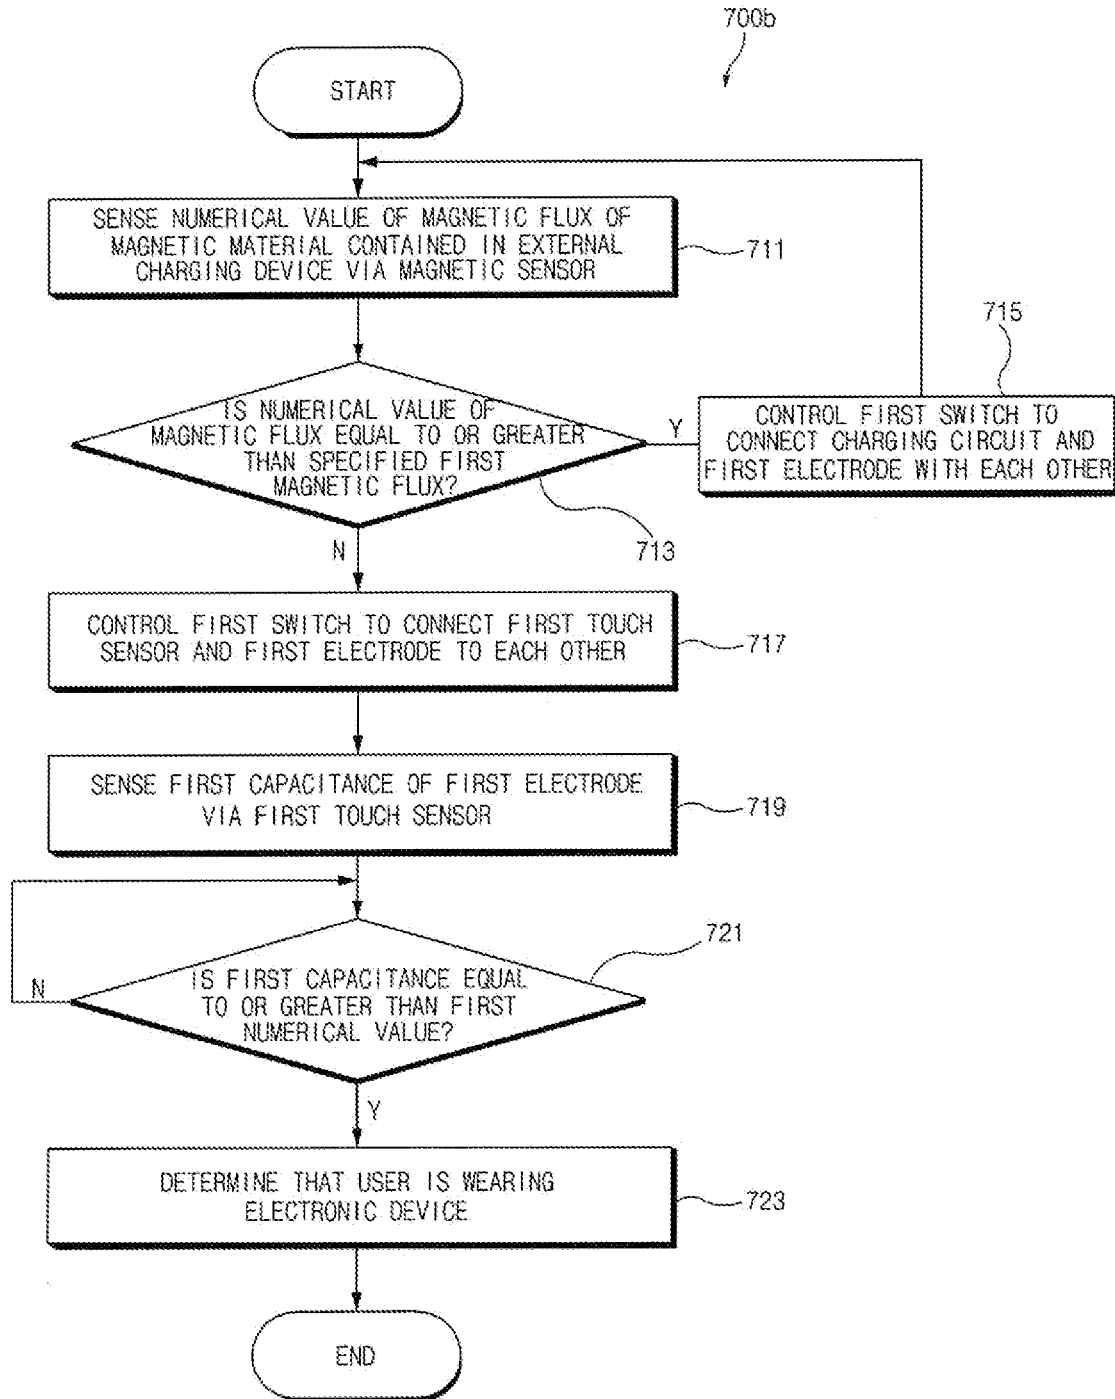 700b
START
SENSE NUMERICAL VALUE OF MAGNETIC FLUX OF
MAGNETIC MATERIAL CONTAINED IN EXTERNAL
CHARGING DEVICE VIA MAGNETIC SENSOR
711
IS NUMERICAL VALUE OF
MAGNETIC FLUX EQUAL TO OR GREATER
THAN SPECIFIED FIRST
MAGNETIC FLUX?
713
Y
715
CONTROL FIRST SWITCH TO
CONNECT CHARGING CIRCUIT AND
FIRST ELECTRODE WITH EACH OTHER
N
CONTROL FIRST SWITCH TO CONNECT FIRST TOUCH
SENSOR AND FIRST ELECTRODE TO EACH OTHER
717
SENSE FIRST CAPACITANCE OF FIRST ELECTRODE
VIA FIRST TOUCH SENSOR
719
721
IS FIRST CAPACITANCE EQUAL
TO OR GREATER THAN FIRST
NUMERICAL VALUE?
N
Y
DETERMINE THAT USER IS WEARING
ELECTRONIC DEVICE
723
END